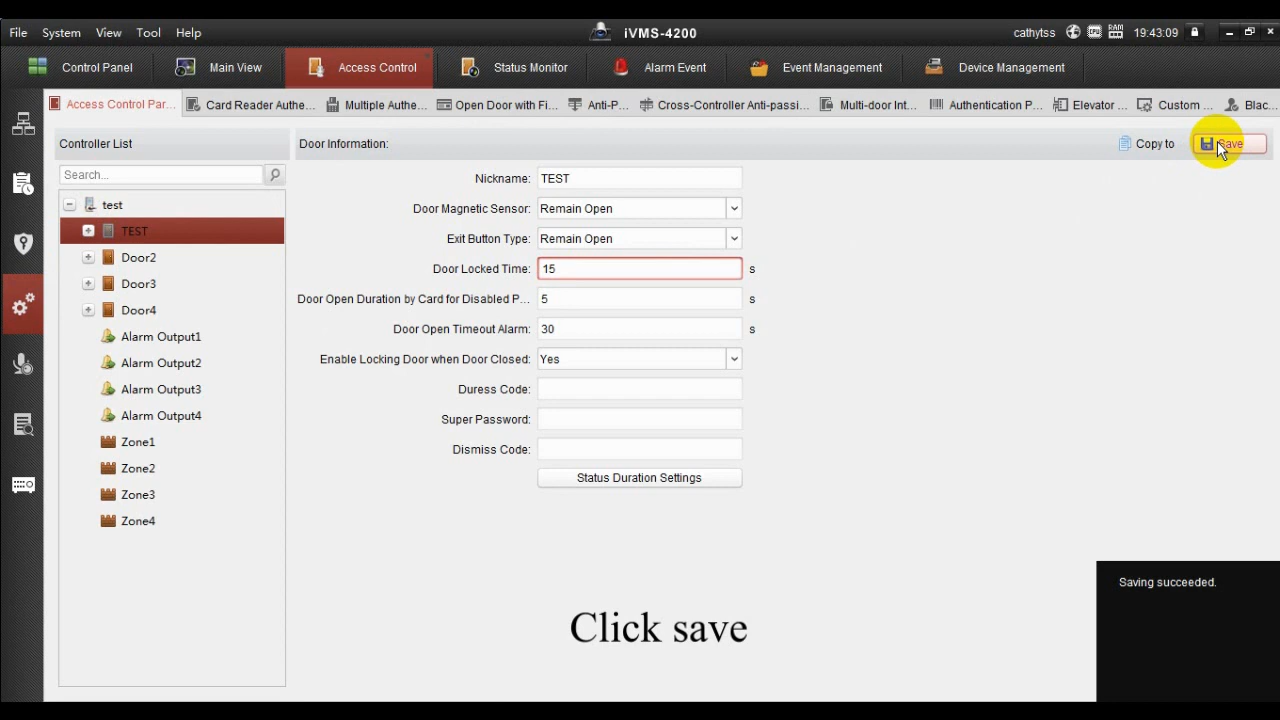 File System View Tool Help
iVMS-4200
cathytss
RAM
19:43:09
Control Panel
Main View
Access Control
Status Monitor
Alarm Event
Event Management
Device Management
Access Control Par...
Card Reader Authe...
Multiple Authe...
Open Door with Fi...
Anti-P...
Cross-Controller Anti-passi...
Multi-door Int...
Authentication P...
Elevator ...
Custom ...
Blac...
Controller List
Door Information:
Copy to
Save
Search...
test
TEST
Door2
Door3
Door4
Alarm Output1
Alarm Output2
Alarm Output3
Alarm Output4
Zone1
Zone2
Zone3
Zone4
Nickname: TEST
Door Magnetic Sensor: Remain Open
Exit Button Type: Remain Open
Door Locked Time: 15 s
Door Open Duration by Card for Disabled P... 5 s
Door Open Timeout Alarm: 30 s
Enable Locking Door when Door Closed: Yes
Duress Code:
Super Password:
Dismiss Code:
Status Duration Settings
Saving succeeded.
Click save